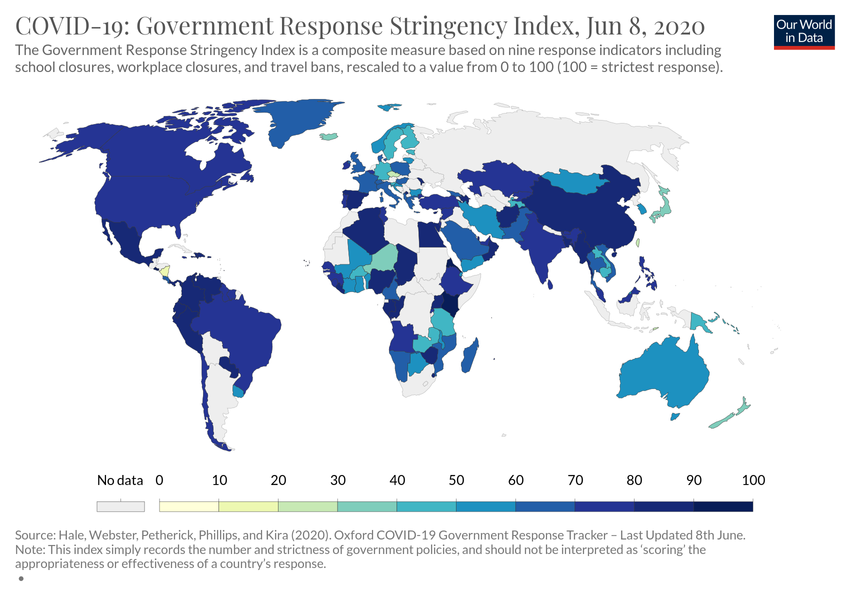 COVID-19: Government Response Stringency Index, Jun 8, 2020
Our World
in Data
The Government Response Stringency Index is a composite measure based on nine response indicators including
school closures, workplace closures, and travel bans, rescaled to a value from 0 to 100 (100 = strictest response).
No data 0 10 20 30 40 50 60 70 80 90 100
Source: Hale, Webster, Petherick, Phillips, and Kira (2020). Oxford COVID-19 Government Response Tracker – Last Updated 8th June.
Note: This index simply records the number and strictness of government policies, and should not be interpreted as ‘scoring’ the
appropriateness or effectiveness of a country’s response.